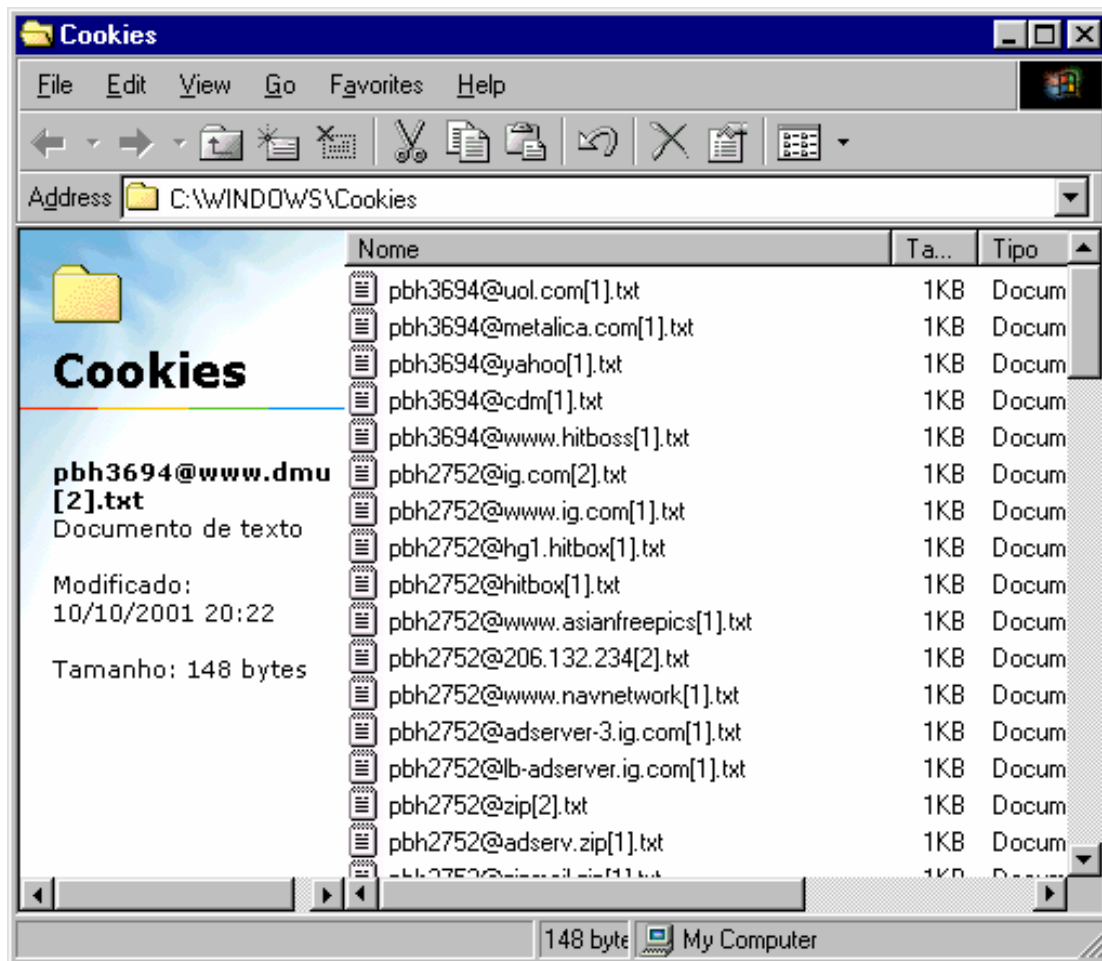 Cookies
File Edit View Go Favorites Help
Address C:\WINDOWS\Cookies
Cookies
pbh3694@www.dmu
[2].txt
Documento de texto
Modificado:
10/10/2001 20:22
Tamanho: 148 bytes
Nome Ta... Tipo
pbh3694@uol.com[1].txt 1KB Docum
pbh3694@metalica.com[1].txt 1KB Docum
pbh3694@yahoo[1].txt 1KB Docum
pbh3694@cdm[1].txt 1KB Docum
pbh3694@www.hitboss[1].txt 1KB Docum
pbh2752@ig.com[2].txt 1KB Docum
pbh2752@www.ig.com[1].txt 1KB Docum
pbh2752@hg1.hitbox[1].txt 1KB Docum
pbh2752@hitbox[1].txt 1KB Docum
pbh2752@www.asianfreepics[1].txt 1KB Docum
pbh2752@206.132.234[2].txt 1KB Docum
pbh2752@www.navnetwork[1].txt 1KB Docum
pbh2752@adserver-3.ig.com[1].txt 1KB Docum
pbh2752@lb-adserver.ig.com[1].txt 1KB Docum
pbh2752@zip[2].txt 1KB Docum
pbh2752@adserv.zip[1].txt 1KB Docum
148 byte My Computer